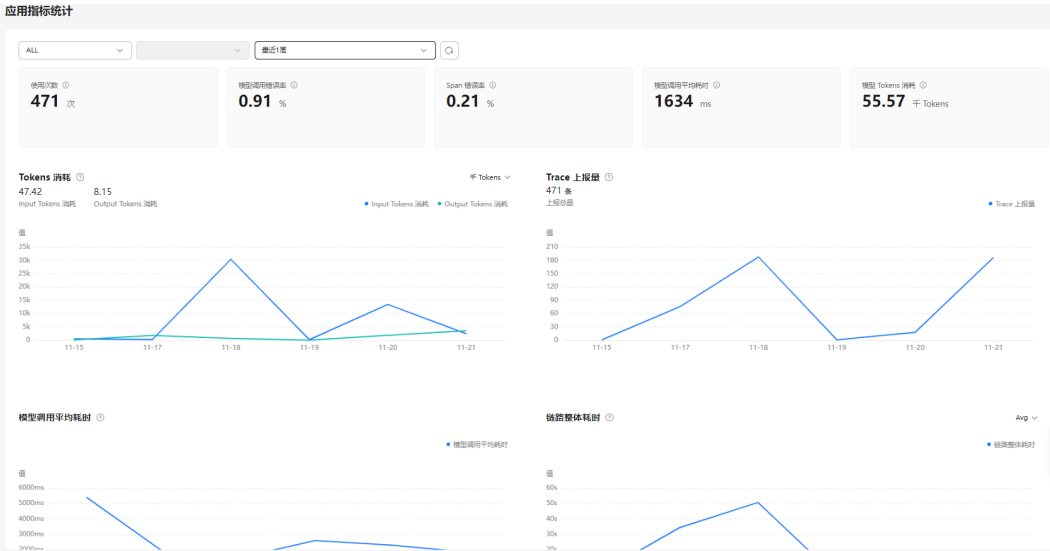 应用指标统计
ALL
最近1周
使用次数
471 次
模型调用错误率
0.91 %
Span 错误率
0.21 %
模型调用平均耗时
1634 ms
模型 Tokens 消耗
55.57 千 Tokens
Tokens 消耗
千 Tokens
47.42 8.15
Input Tokens 消耗 Output Tokens 消耗
Input Tokens 消耗 Output Tokens 消耗
值
35k
30k
25k
20k
15k
10k
5k
0
11-15 11-17 11-18 11-19 11-20 11-21
Trace 上报量
471 条
上报总量
Trace 上报量
值
210
180
150
120
90
60
30
0
11-15 11-17 11-18 11-19 11-20 11-21
模型调用平均耗时
模型调用平均耗时
值
6000ms
5000ms
4000ms
3000ms
2000ms
链路整体耗时
Avg
链路整体耗时
值
60s
50s
40s
30s
20s